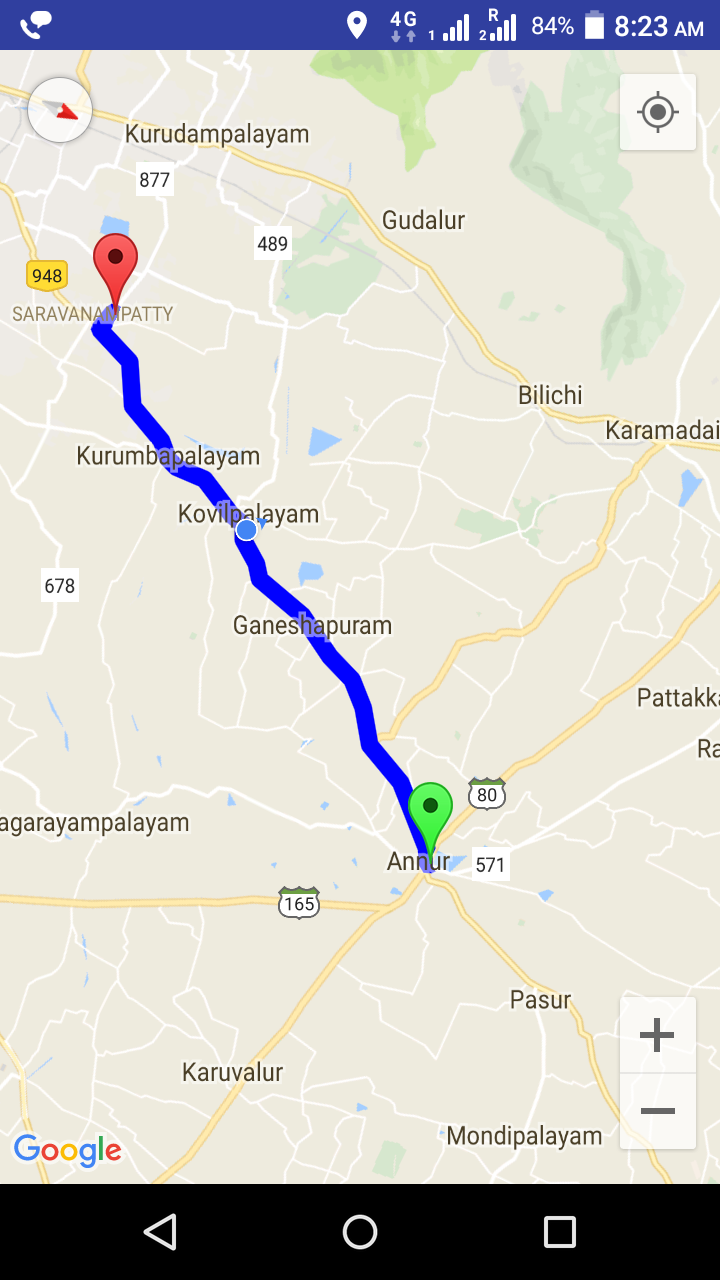 4G
1
R
2
84%
8:23 AM
Kurudampalayam
877
Gudalur
489
948
SARAVANAMPATTY
Bilichi
Karamadai
Kurumbapalayam
Kovilpalayam
678
Ganeshapuram
Pattakka
Ra
80
agarayampalayam
Annur
571
165
Pasur
Karuvalur
Mondipalayam
Google